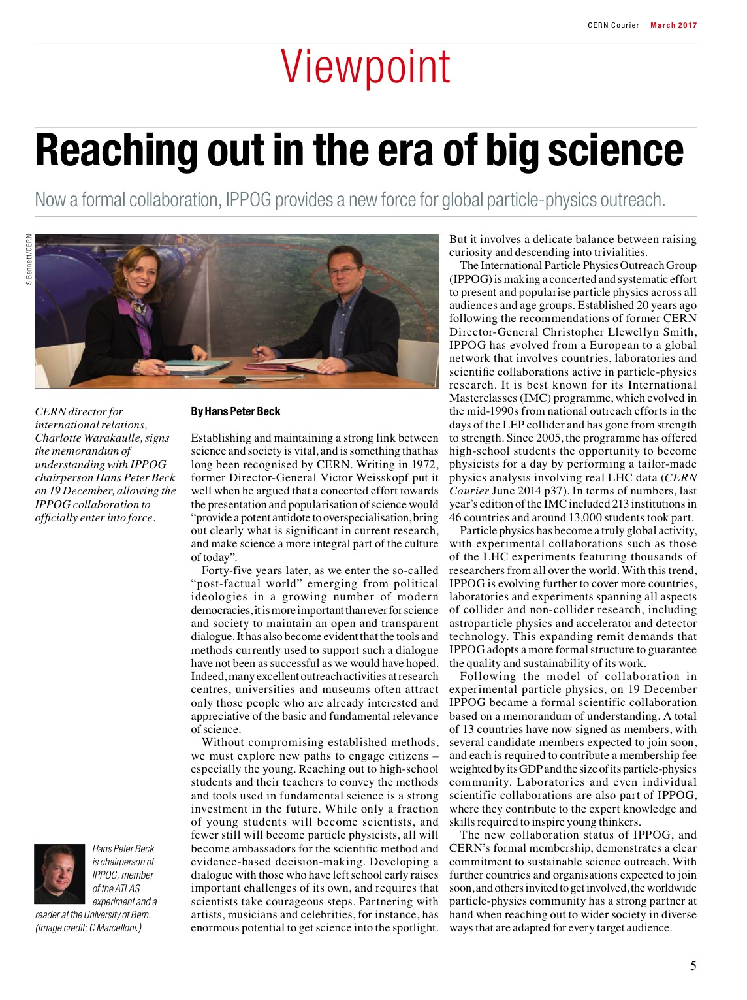 CERN Courier March 2017
Viewpoint
Reaching out in the era of big science
Now a formal collaboration, IPPOG provides a new force for global particle-physics outreach.
S Bennett/CERN
CERN director for
international relations,
Charlotte Warakaulle, signs
the memorandum of
understanding with IPPOG
chairperson Hans Peter Beck
on 19 December, allowing the
IPPOG collaboration to
officially enter into force.
By Hans Peter Beck
Establishing and maintaining a strong link between
science and society is vital, and is something that has
long been recognised by CERN. Writing in 1972,
former Director-General Victor Weisskopf put it
well when he argued that a concerted effort towards
the presentation and popularisation of science would
“provide a potent antidote to overspecialisation, bring
out clearly what is significant in current research,
and make science a more integral part of the culture
of today”.
Forty-five years later, as we enter the so-called
“post-factual world” emerging from political
ideologies in a growing number of modern
democracies, it is more important than ever for science
and society to maintain an open and transparent
dialogue. It has also become evident that the tools and
methods currently used to support such a dialogue
have not been as successful as we would have hoped.
Indeed, many excellent outreach activities at research
centres, universities and museums often attract
only those people who are already interested and
appreciative of the basic and fundamental relevance
of science.
Without compromising established methods,
we must explore new paths to engage citizens –
especially the young. Reaching out to high-school
students and their teachers to convey the methods
and tools used in fundamental science is a strong
investment in the future. While only a fraction
of young students will become scientists, and
fewer still will become particle physicists, all will
become ambassadors for the scientific method and
evidence-based decision-making. Developing a
dialogue with those who have left school early raises
important challenges of its own, and requires that
scientists take courageous steps. Partnering with
artists, musicians and celebrities, for instance, has
enormous potential to get science into the spotlight.
But it involves a delicate balance between raising
curiosity and descending into trivialities.
The International Particle Physics Outreach Group
(IPPOG) is making a concerted and systematic effort
to present and popularise particle physics across all
audiences and age groups. Established 20 years ago
following the recommendations of former CERN
Director-General Christopher Llewellyn Smith,
IPPOG has evolved from a European to a global
network that involves countries, laboratories and
scientific collaborations active in particle-physics
research. It is best known for its International
Masterclasses (IMC) programme, which evolved in
the mid-1990s from national outreach efforts in the
days of the LEP collider and has gone from strength
to strength. Since 2005, the programme has offered
high-school students the opportunity to become
physicists for a day by performing a tailor-made
physics analysis involving real LHC data (CERN
Courier June 2014 p37). In terms of numbers, last
year’s edition of the IMC included 213 institutions in
46 countries and around 13,000 students took part.
Particle physics has become a truly global activity,
with experimental collaborations such as those
of the LHC experiments featuring thousands of
researchers from all over the world. With this trend,
IPPOG is evolving further to cover more countries,
laboratories and experiments spanning all aspects
of collider and non-collider research, including
astroparticle physics and accelerator and detector
technology. This expanding remit demands that
IPPOG adopts a more formal structure to guarantee
the quality and sustainability of its work.
Following the model of collaboration in
experimental particle physics, on 19 December
IPPOG became a formal scientific collaboration
based on a memorandum of understanding. A total
of 13 countries have now signed as members, with
several candidate members expected to join soon,
and each is required to contribute a membership fee
weighted by its GDP and the size of its particle-physics
community. Laboratories and even individual
scientific collaborations are also part of IPPOG,
where they contribute to the expert knowledge and
skills required to inspire young thinkers.
The new collaboration status of IPPOG, and
CERN’s formal membership, demonstrates a clear
commitment to sustainable science outreach. With
further countries and organisations expected to join
soon, and others invited to get involved, the worldwide
particle-physics community has a strong partner at
hand when reaching out to wider society in diverse
ways that are adapted for every target audience.
Hans Peter Beck
is chairperson of
IPPOG, member
of the ATLAS
experiment and a
reader at the University of Bern.
(Image credit: C Marcelloni.)
5